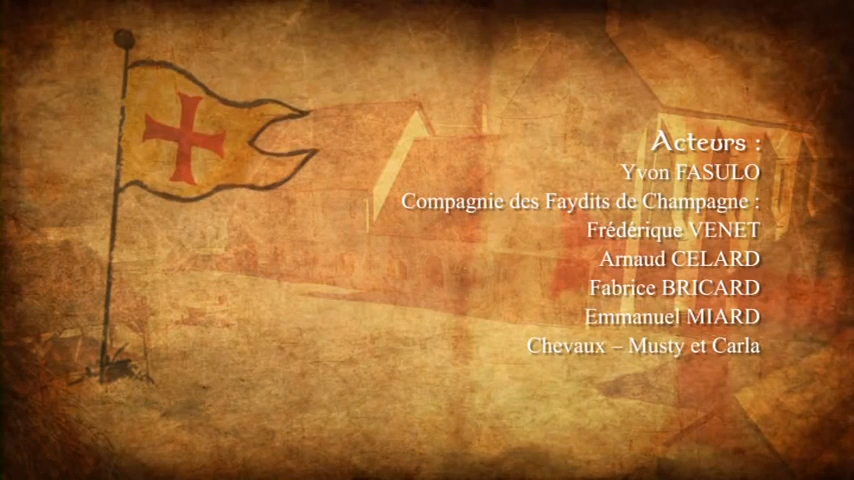 Acteurs :
Yvon FASULO
Compagnie des Faydits de Champagne :
Frédérique VENET
Arnaud CELARD
Fabrice BRICARD
Emmanuel MIARD
Chevaux – Musty et Carla